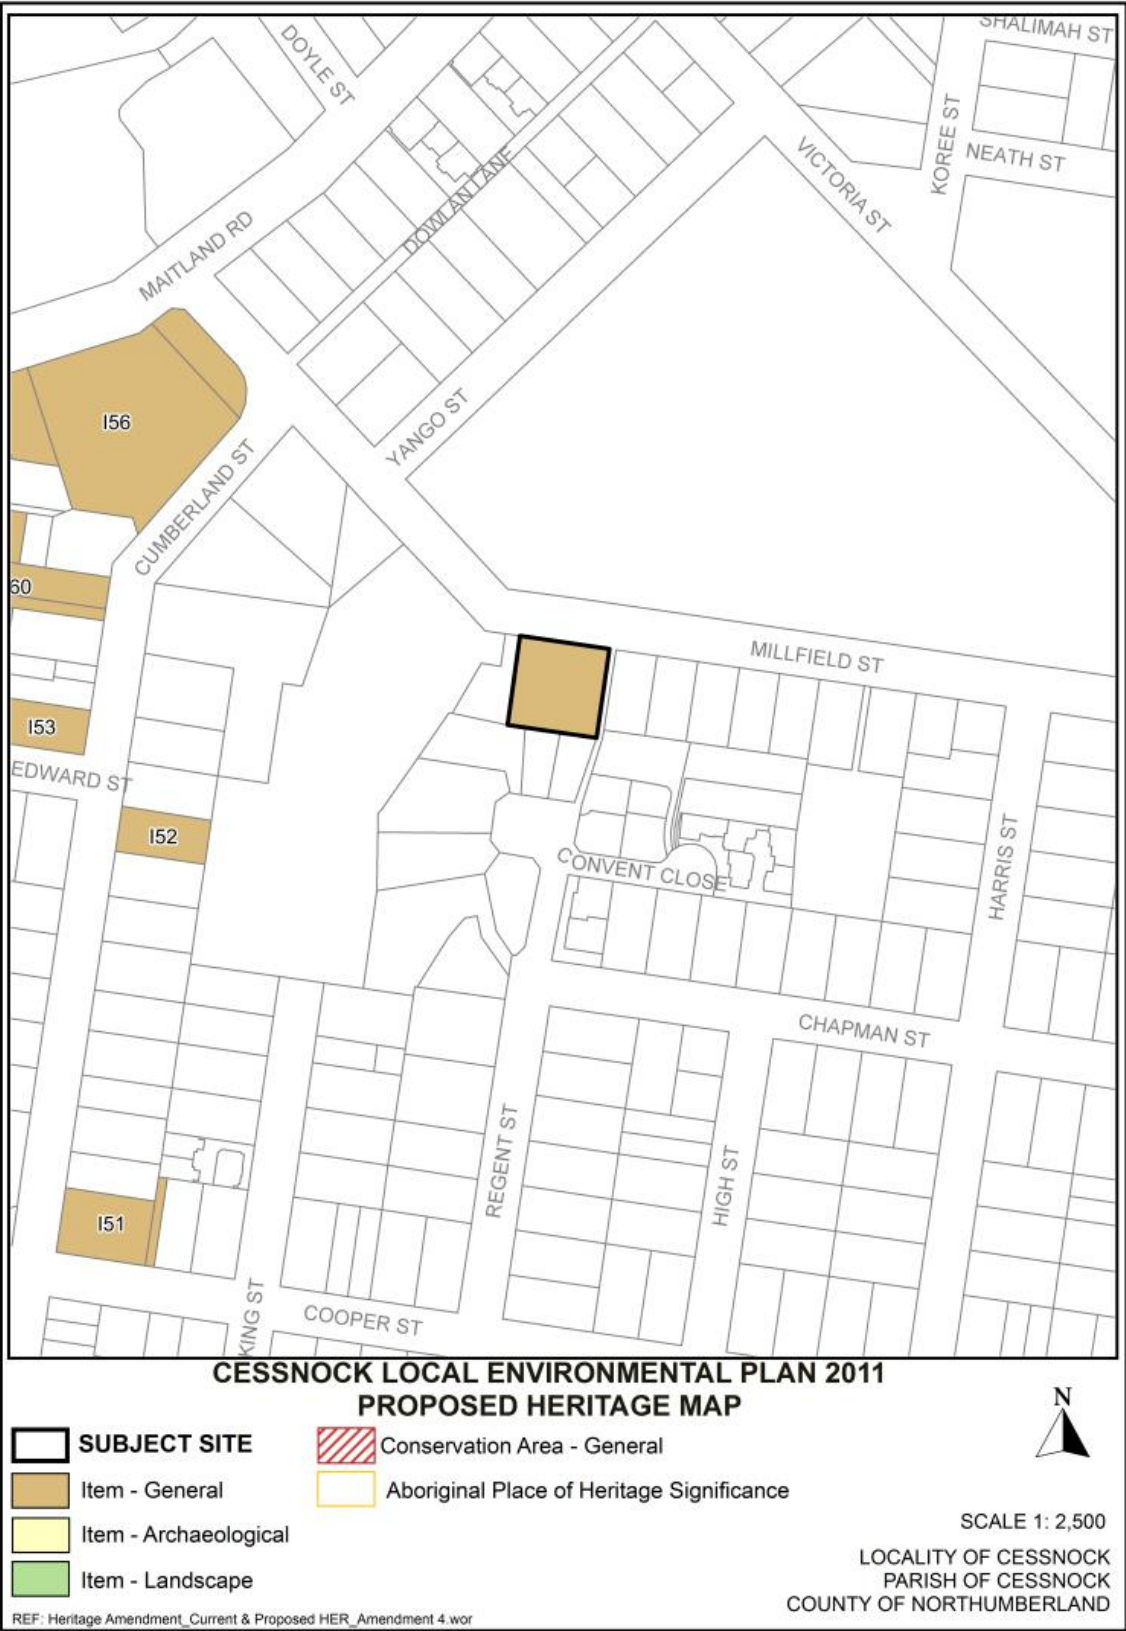 SHALIMAH ST
DOYLE ST
KOREE ST
NEATH ST
VICTORIA ST
DOWLAN LANE
MAITLAND RD
I56
YANGO ST
CUMBERLAND ST
60
MILLFIELD ST
I53
EDWARD ST
I52
CONVENT CLOSE
HARRIS ST
CHAPMAN ST
REGENT ST
HIGH ST
I51
KING ST
COOPER ST
CESSNOCK LOCAL ENVIRONMENTAL PLAN 2011
PROPOSED HERITAGE MAP
N
SUBJECT SITE
Conservation Area - General
Item - General
Aboriginal Place of Heritage Significance
Item - Archaeological
Item - Landscape
SCALE 1: 2,500
LOCALITY OF CESSNOCK
PARISH OF CESSNOCK
COUNTY OF NORTHUMBERLAND
REF: Heritage Amendment_Current & Proposed HER_Amendment 4.wor